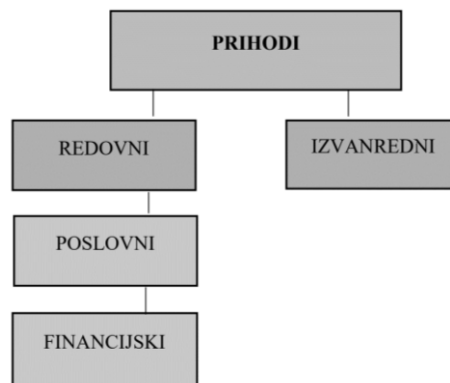 PRIHODI
REDOVNI
IZVANREDNI
POSLOVNI
FINANCIJSKI